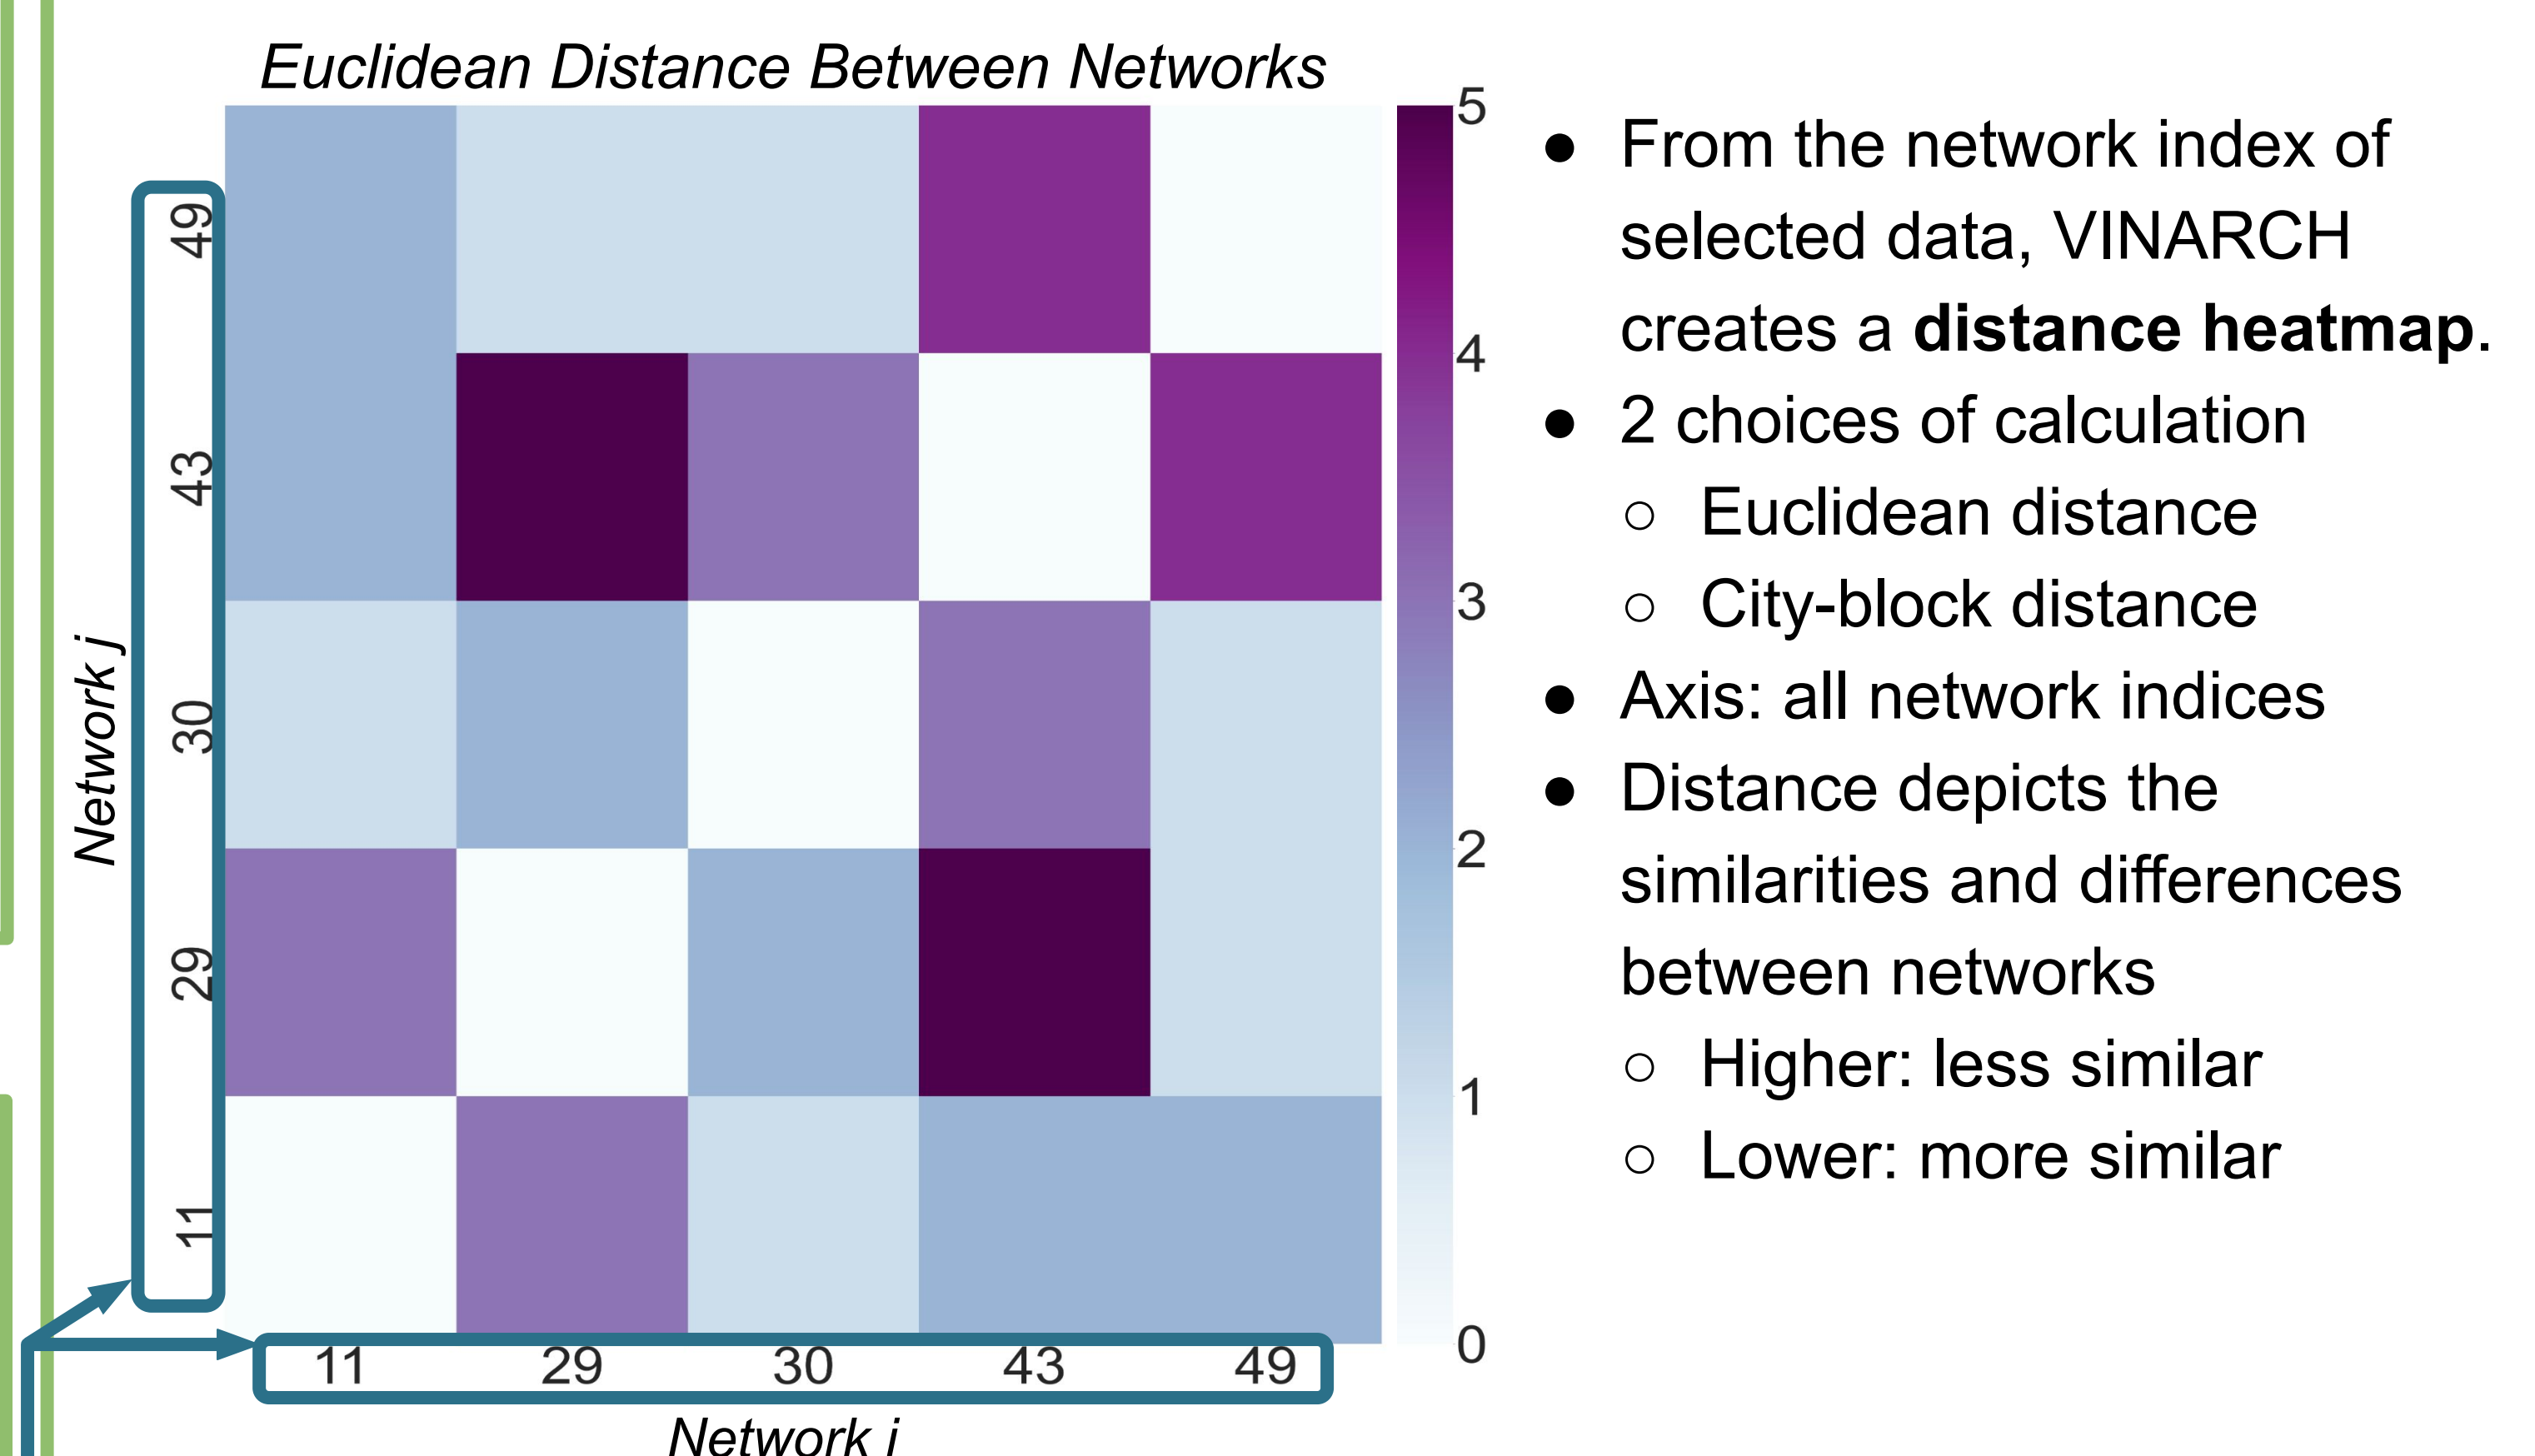 Euclidean Distance Between Networks
5
4
3
2
1
0
49
43
30
29
11
Network j
11
29
30
43
49
Network i
● From the network index of
selected data, VINARCH
creates a distance heatmap.
● 2 choices of calculation
○ Euclidean distance
○ City-block distance
● Axis: all network indices
● Distance depicts the
similarities and differences
between networks
○ Higher: less similar
○ Lower: more similar